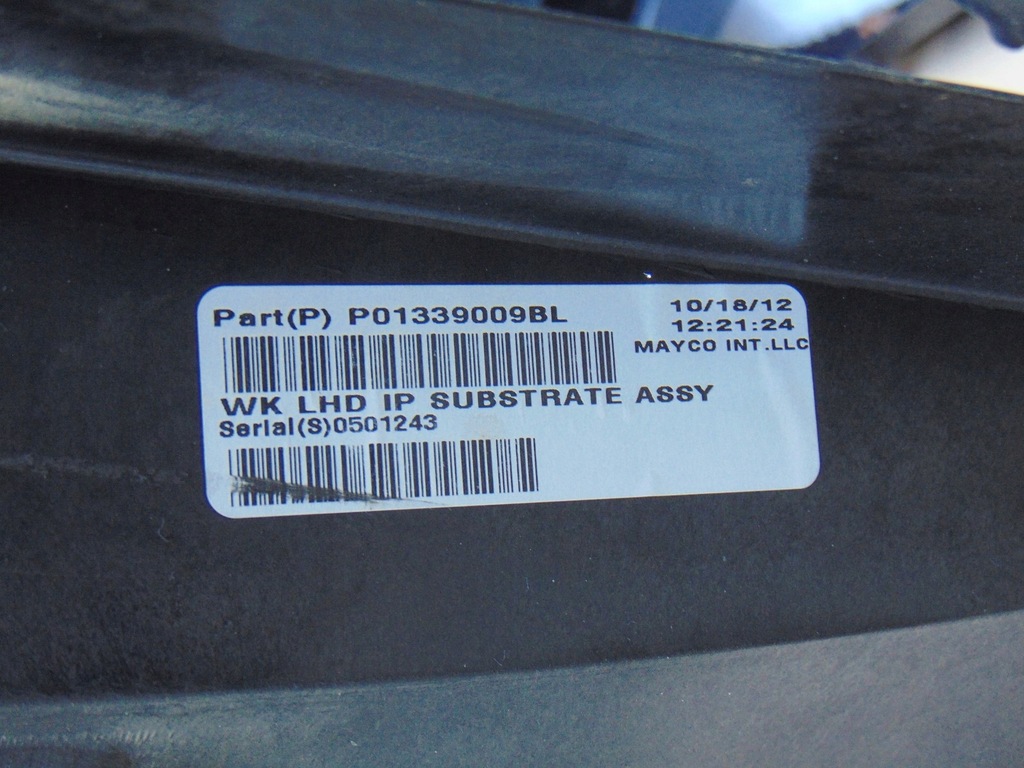 Part(P) P01339009BL
10/18/12
12:21:24
MAYCO INT.LLC
WK LHD IP SUBSTRATE ASSY
Serial(S)0501243